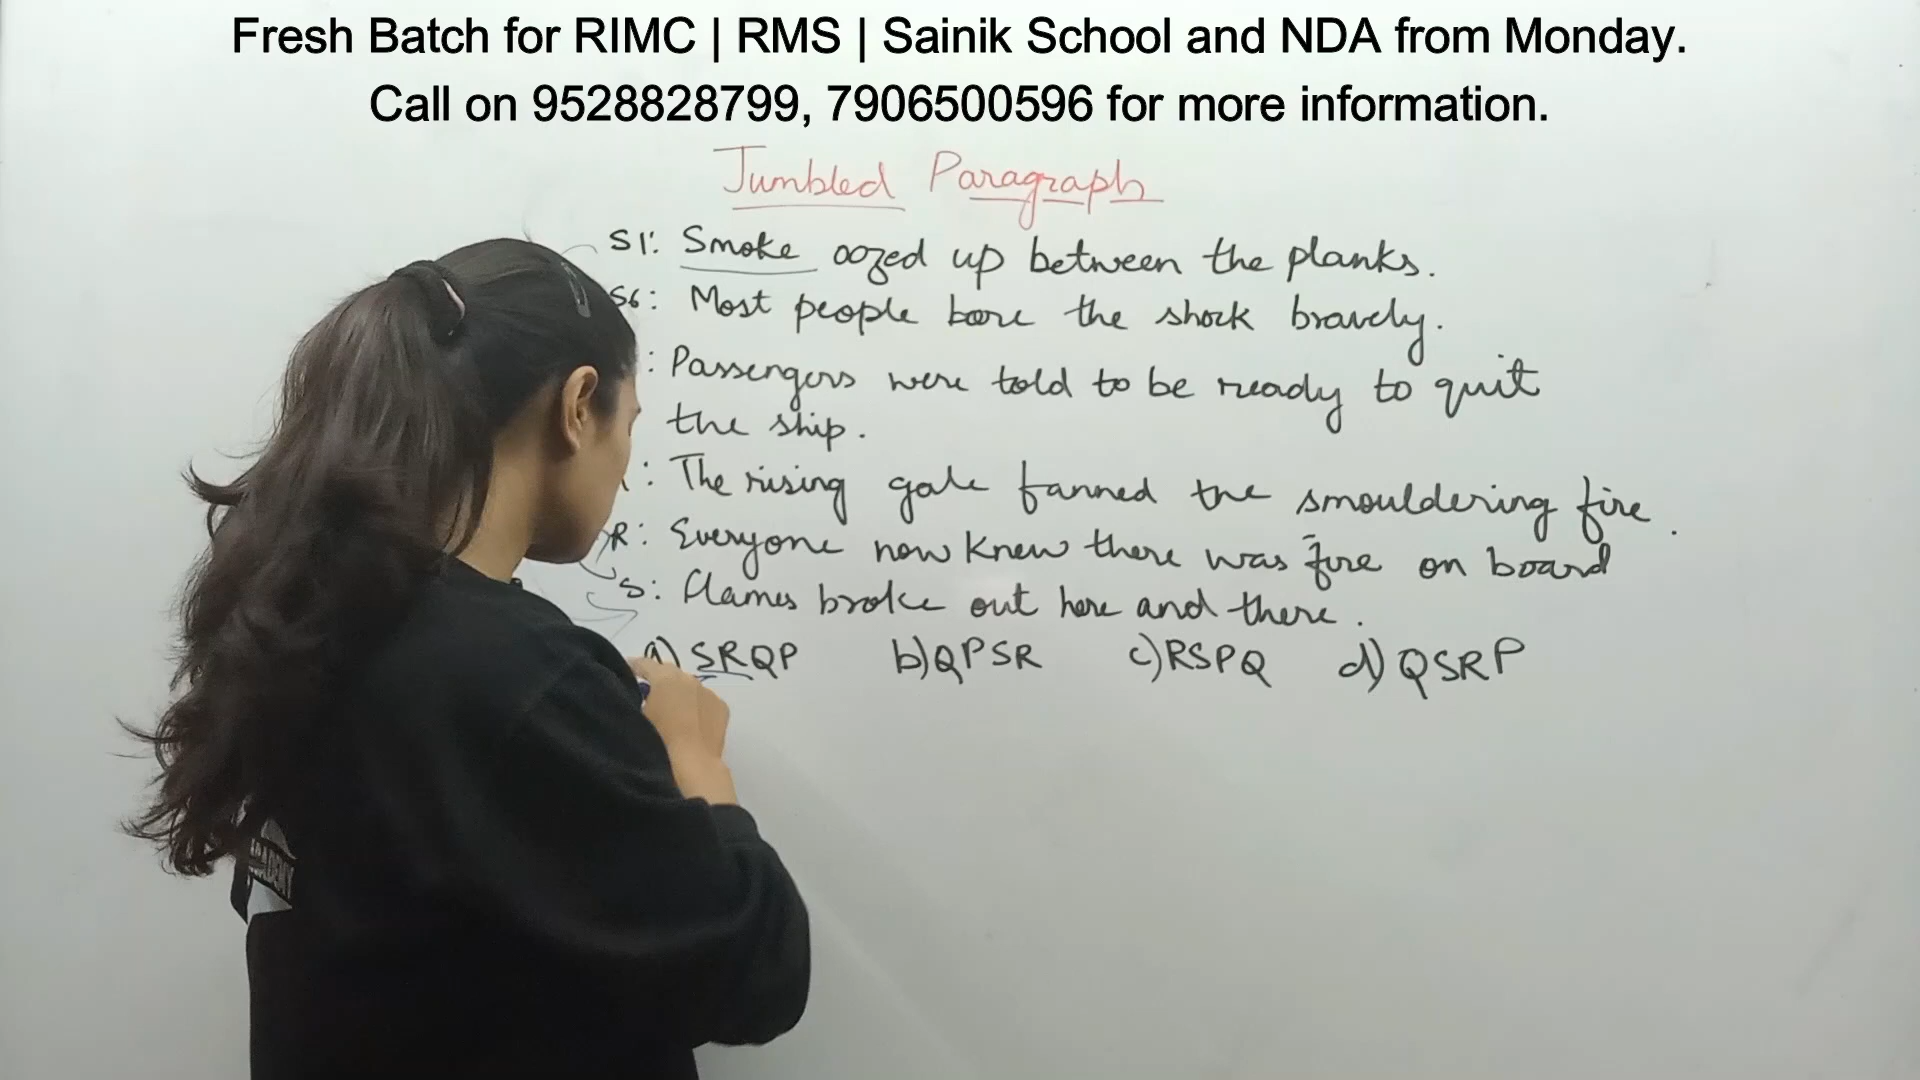 Fresh Batch for RIMC | RMS | Sainik School and NDA from Monday.
Call on 9528828799, 7906500596 for more information.
Jumbled Paragraph
S1: Smoke oozed up between the planks.
S6: Most people bore the shock bravely.
: Passengers were told to be ready to quit
the ship.
: The rising gale fanned the smouldering fire.
R: Everyone now knew there was fire on board
S: Flames broke out here and there.
a) SRQP b) QPSR c) RSPQ d) QSRP